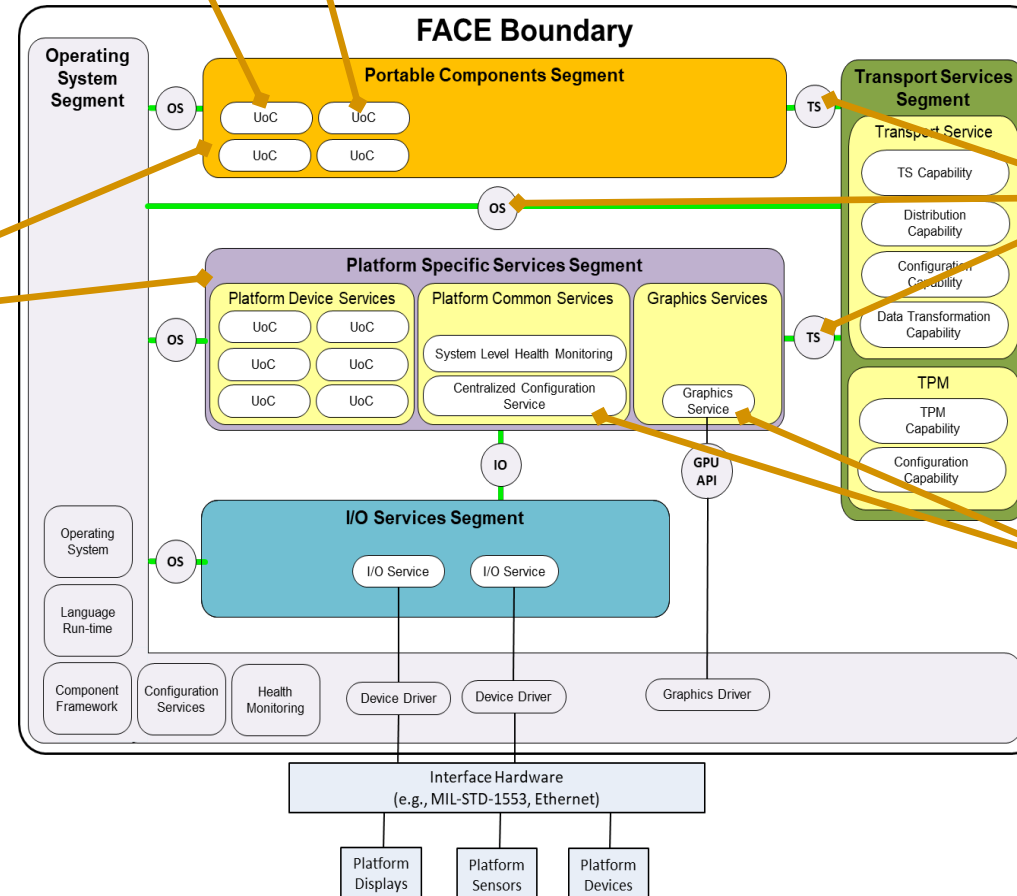 FACE Boundary
Operating
System
Segment
OS
Portable Components Segment
UoC
UoC
UoC
UoC
TS
Transport Services
Segment
Transport Service
TS Capability
Distribution
Capability
Configuration
Capability
Data Transformation
Capability
TPM
TPM
Capability
Configuration
Capability
OS
Platform Specific Services Segment
OS
Platform Device Services
UoC
UoC
UoC
UoC
UoC
UoC
Platform Common Services
System Level Health Monitoring
Centralized Configuration
Service
Graphics Services
Graphics
Service
TS
IO
GPU
API
I/O Services Segment
OS
I/O Service
I/O Service
Operating
System
Language
Run-time
Component
Framework
Configuration
Services
Health
Monitoring
Device Driver
Device Driver
Graphics Driver
Interface Hardware
(e.g., MIL-STD-1553, Ethernet)
Platform
Displays
Platform
Sensors
Platform
Devices